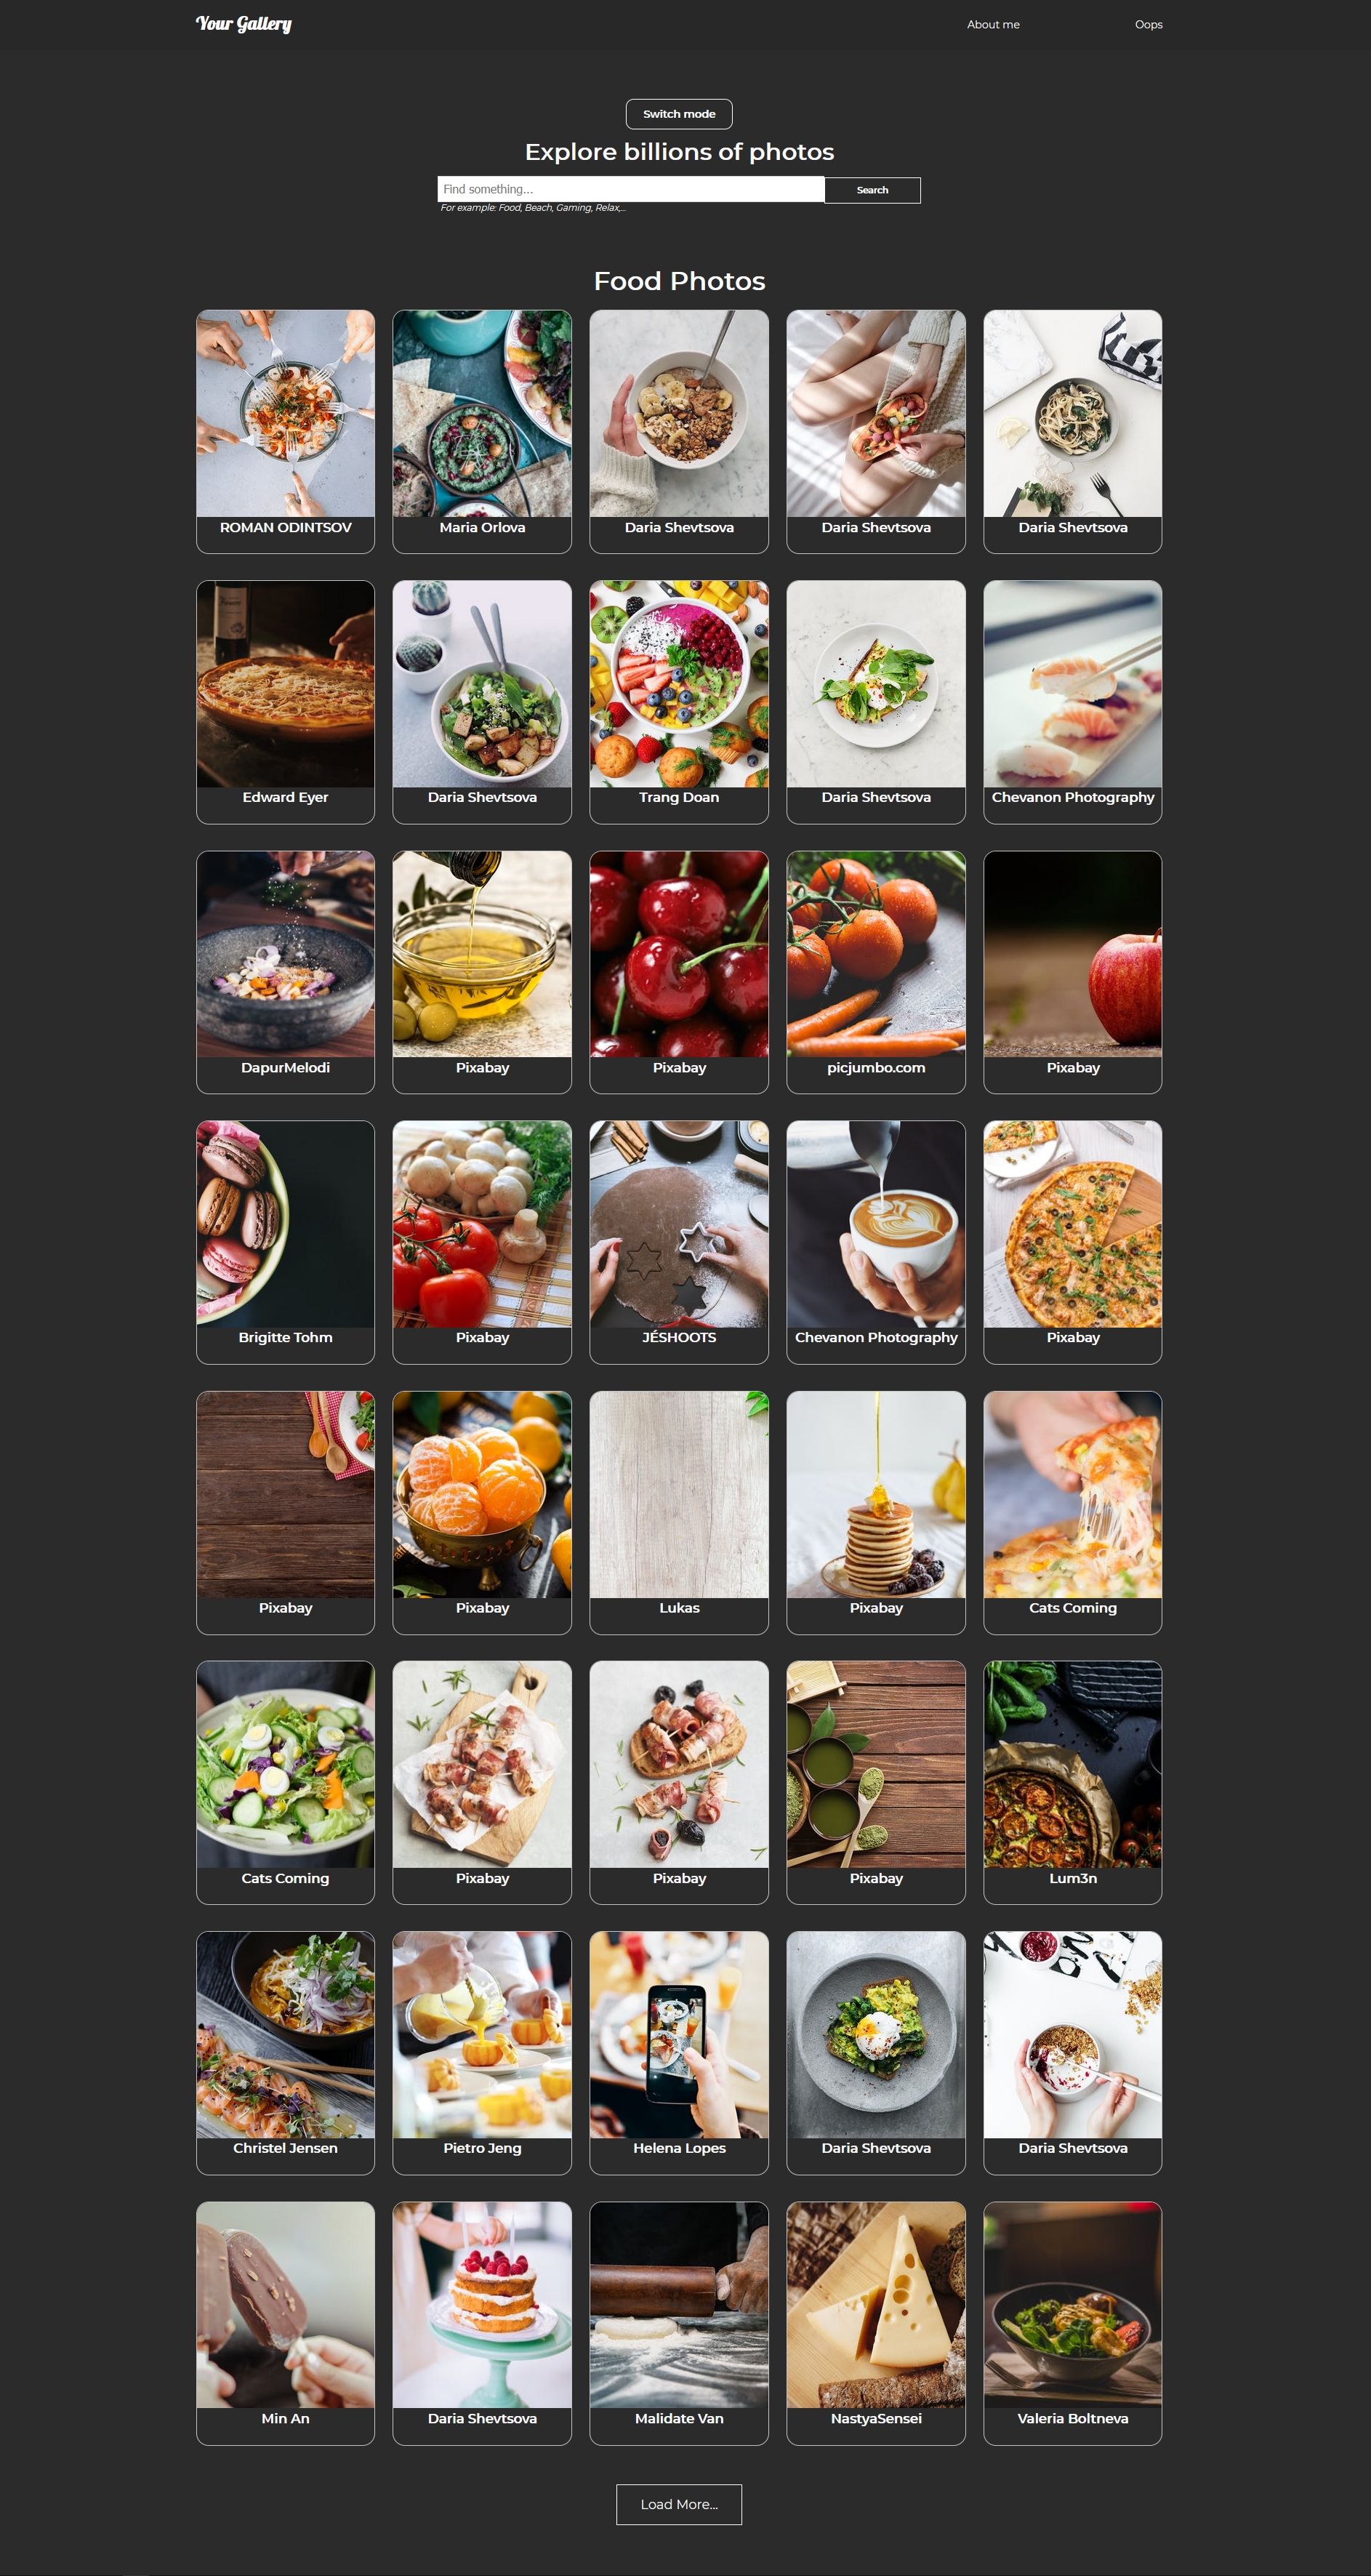 Your Gallery
About me
Oops
Switch mode
Explore billions of photos
Find something...
Search
For example: Food, Beach, Gaming, Relax,...
Food Photos
ROMAN ODINTSOV
Maria Orlova
Daria Shevtsova
Daria Shevtsova
Daria Shevtsova
Edward Eyer
Daria Shevtsova
Trang Doan
Daria Shevtsova
Chevanon Photography
DapurMelodi
Pixabay
Pixabay
picjumbo.com
Pixabay
Brigitte Tohm
Pixabay
JÉSHOOTS
Chevanon Photography
Pixabay
Pixabay
Pixabay
Lukas
Pixabay
Cats Coming
Cats Coming
Pixabay
Pixabay
Pixabay
Lum3n
Christel Jensen
Pietro Jeng
Helena Lopes
Daria Shevtsova
Daria Shevtsova
Min An
Daria Shevtsova
Malidate Van
NastyaSensei
Valeria Boltneva
Load More...